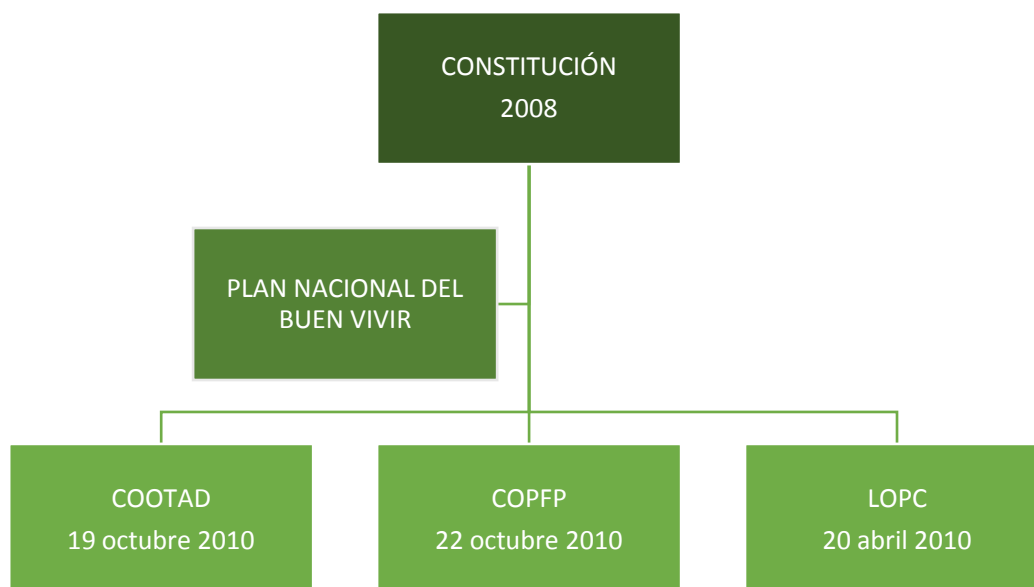 CONSTITUCIÓN
2008
PLAN NACIONAL DEL
BUEN VIVIR
COOTAD
19 octubre 2010
COPFP
22 octubre 2010
LOPC
20 abril 2010